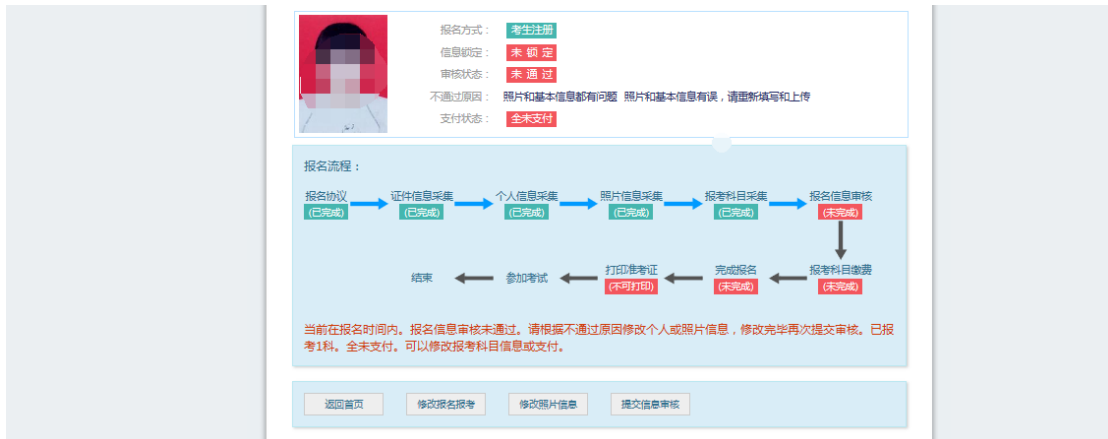 报名方式： 考生注册
信息锁定： 未 锁 定
审核状态： 未 通 过
不通过原因： 照片和基本信息都有问题 照片和基本信息有误，请重新填写和上传
支付状态： 全未支付
报名流程：
报名协议 证件信息采集 个人信息采集 照片信息采集 报考科目采集 报名信息审核
(已完成) (已完成) (已完成) (已完成) (已完成) (未完成)
结束 参加考试 打印准考证 完成报名 报考科目缴费
(不可打印) (未完成) (未完成)
当前在报名时间内。报名信息审核未通过。请根据不通过原因修改个人或照片信息，修改完毕再次提交审核。已报
考1科。全未支付。可以修改报考科目信息或支付。
返回首页 修改报名报考 修改照片信息 提交信息审核